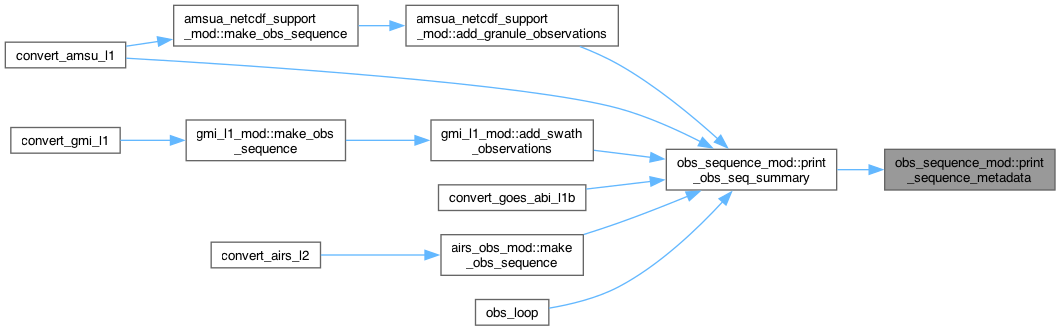 amsua_netcdf_support
_mod::make_obs_sequence
amsua_netcdf_support
_mod::add_granule_observations
convert_amsu_l1
convert_gmi_l1
gmi_l1_mod::make_obs
_sequence
gmi_l1_mod::add_swath
_observations
obs_sequence_mod::print
_obs_seq_summary
obs_sequence_mod::print
_sequence_metadata
convert_goes_abi_l1b
convert_airs_l2
airs_obs_mod::make
_obs_sequence
obs_loop